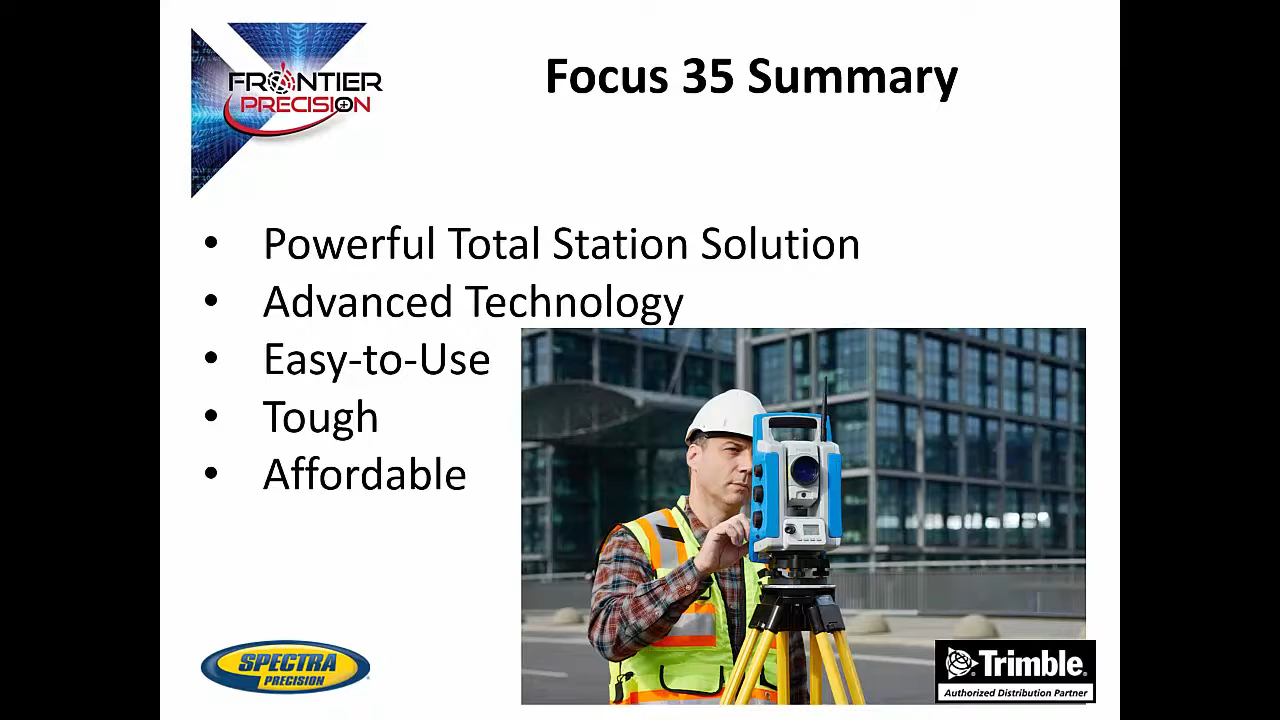 FRONTIER
PRECISION
Focus 35 Summary
• Powerful Total Station Solution
• Advanced Technology
• Easy-to-Use
• Tough
• Affordable
SPECTRA
PRECISION
Trimble
Authorized Distribution Partner